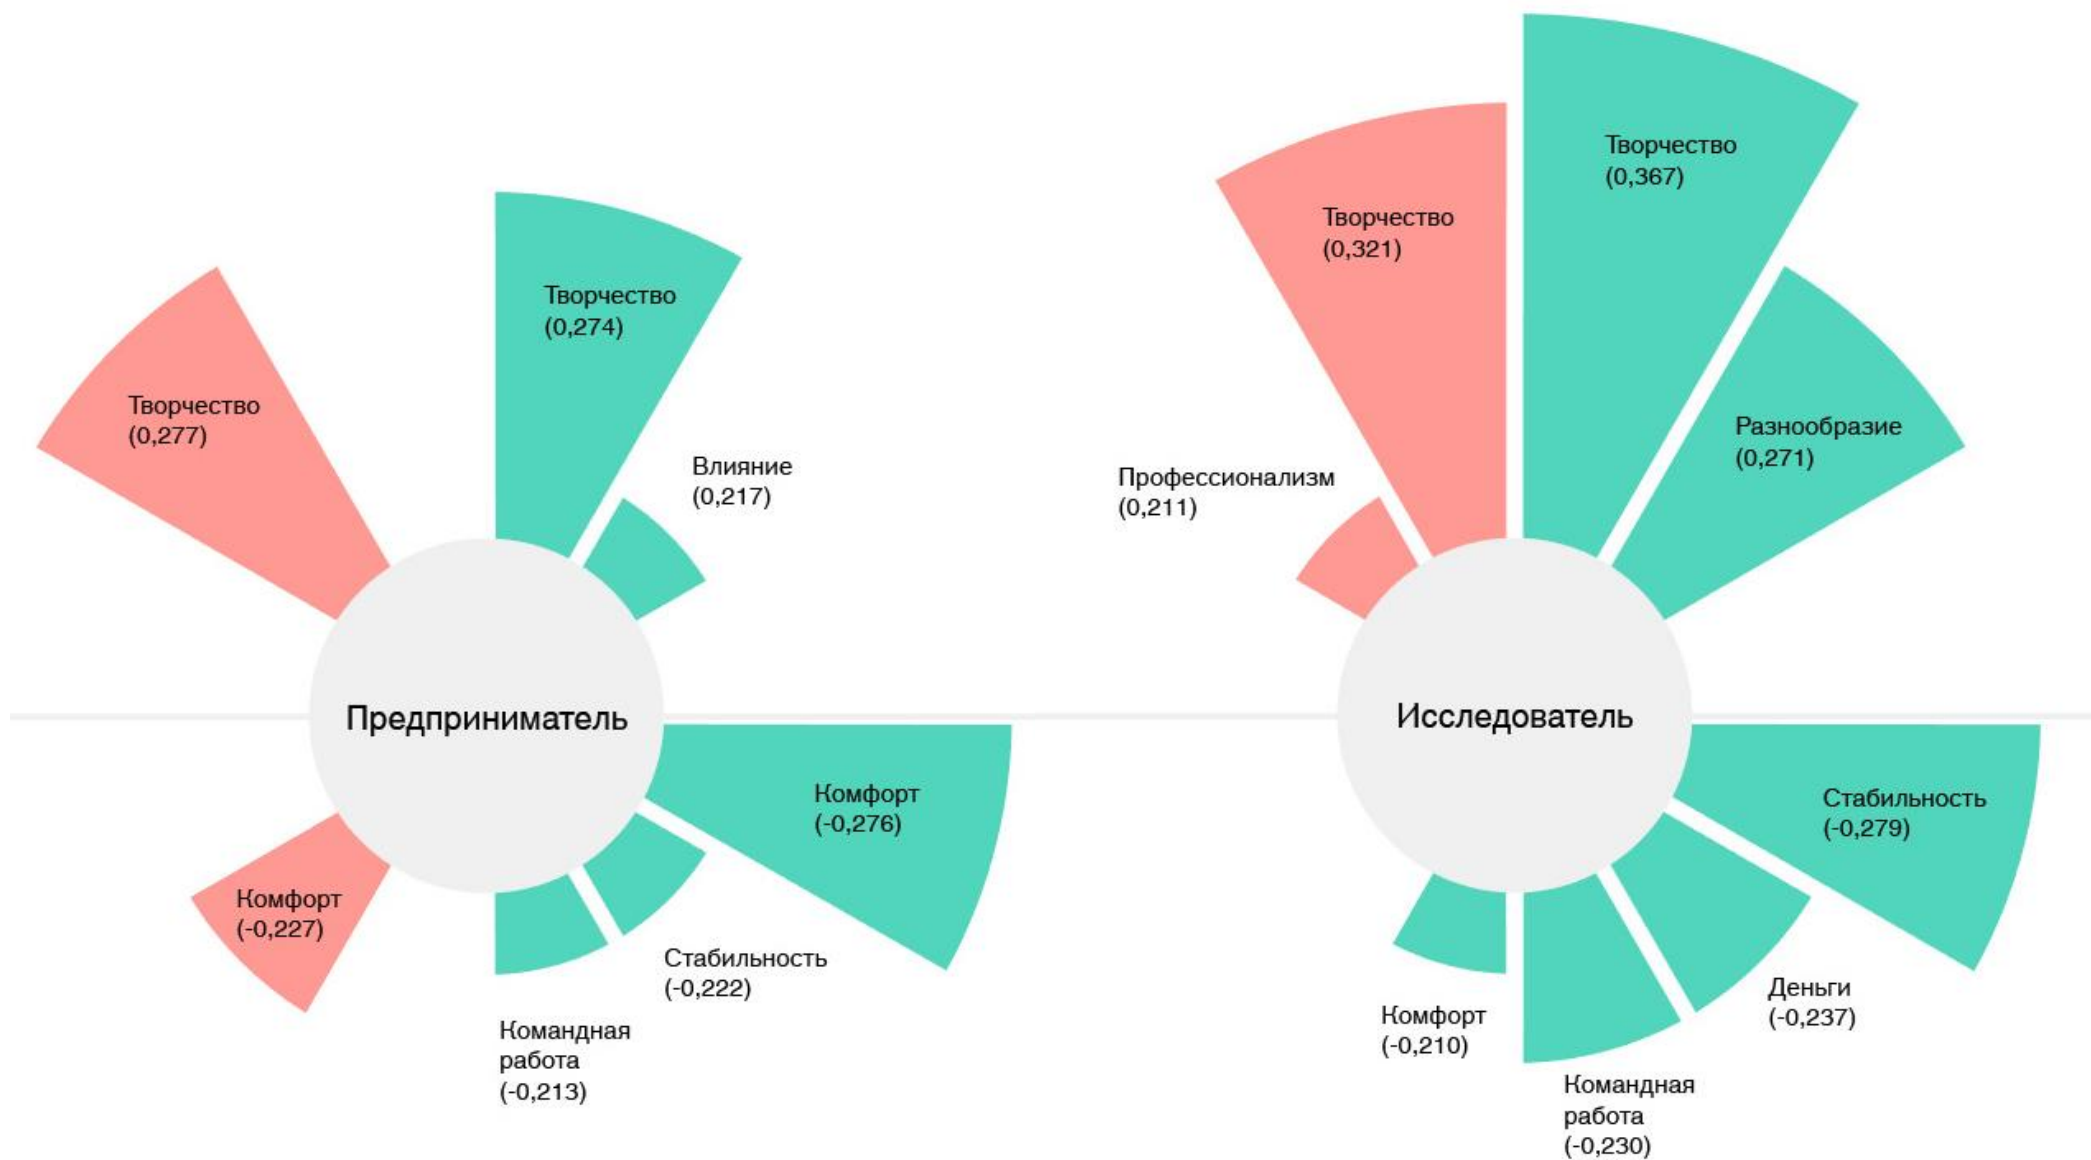 Творчество
(0,277)
Творчество
(0,274)
Влияние
(0,217)
Предприниматель
Комфорт
(-0,276)
Стабильность
(-0,222)
Командная
работа
(-0,213)
Комфорт
(-0,227)
Творчество
(0,321)
Творчество
(0,367)
Разнообразие
(0,271)
Профессионализм
(0,211)
Исследователь
Стабильность
(-0,279)
Деньги
(-0,237)
Командная
работа
(-0,230)
Комфорт
(-0,210)